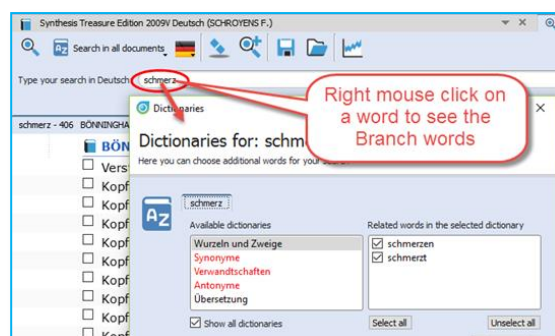 Synthesis Treasure Edition 2009V Deutsch (SCHROYENS F.)
Search in all documents
Type your search in Deutsch schmerz
Right mouse click on
a word to see the
Branch words
Dictionaries
schmerz - 406 BÖNNINGHA
Dictionaries for: schm
BÖN
Here you can choose additional words for your
Vers
Kopf
schmerz
Kopf
Available dictionaries
Related words in the selected dictionary
Kopf
Wurzeln und Zweige
schmerzen
Kopf
Synonyme
schmerzt
Kopf
Verwandtschaften
Antonyme
Kopf
Übersetzung
Kopf
Show all dictionaries
Select all
Unselect all
Kopf